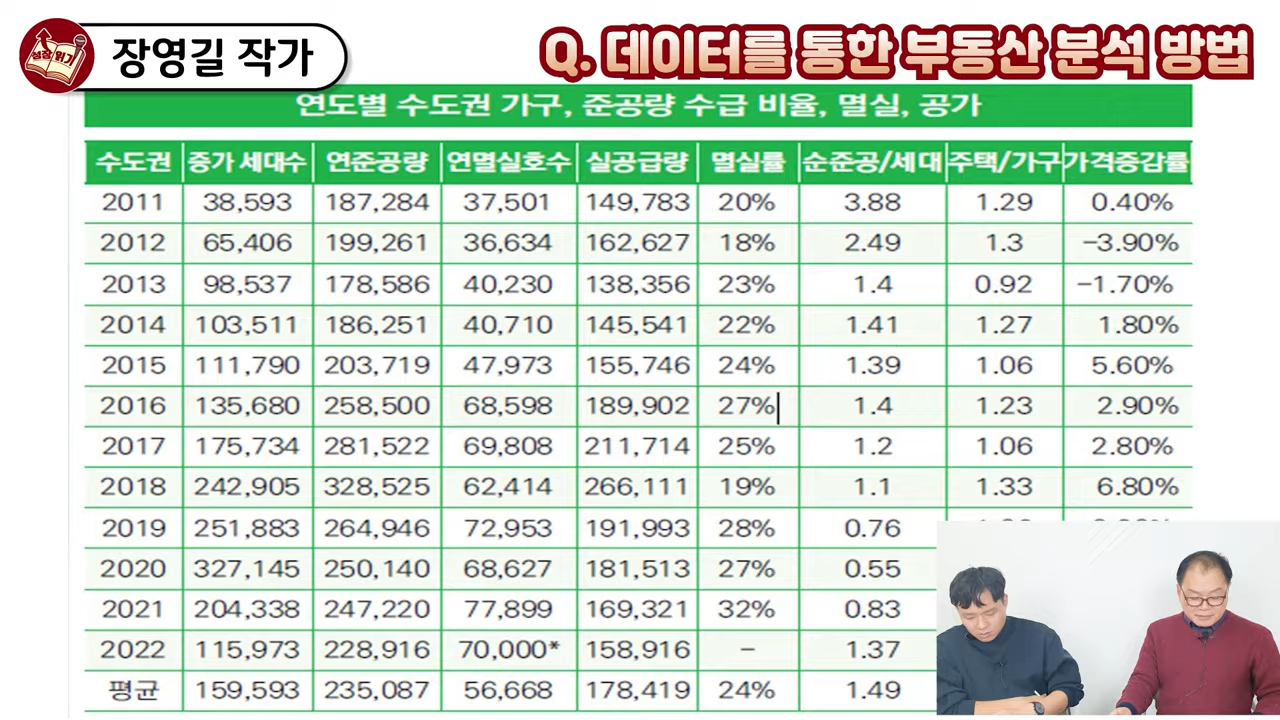 성점 읽기
장영길 작가
Q. 데이터를 통한 부동산 분석 방법
연도별 수도권 가구, 준공량 수급 비율, 멸실, 공가
수도권 증가 세대수 연준공량 연멸실호수 실공급량 멸실률 순준공/세대 주택/가구 가격증감률
2011 38,593 187,284 37,501 149,783 20% 3.88 1.29 0.40%
2012 65,406 199,261 36,634 162,627 18% 2.49 1.3 -3.90%
2013 98,537 178,586 40,230 138,356 23% 1.4 0.92 -1.70%
2014 103,511 186,251 40,710 145,541 22% 1.41 1.27 1.80%
2015 111,790 203,719 47,973 155,746 24% 1.39 1.06 5.60%
2016 135,680 258,500 68,598 189,902 27% 1.4 1.23 2.90%
2017 175,734 281,522 69,808 211,714 25% 1.2 1.06 2.80%
2018 242,905 328,525 62,414 266,111 19% 1.1 1.33 6.80%
2019 251,883 264,946 72,953 191,993 28% 0.76
2020 327,145 250,140 68,627 181,513 27% 0.55
2021 204,338 247,220 77,899 169,321 32% 0.83
2022 115,973 228,916 70,000* 158,916 - 1.37
평균 159,593 235,087 56,668 178,419 24% 1.49